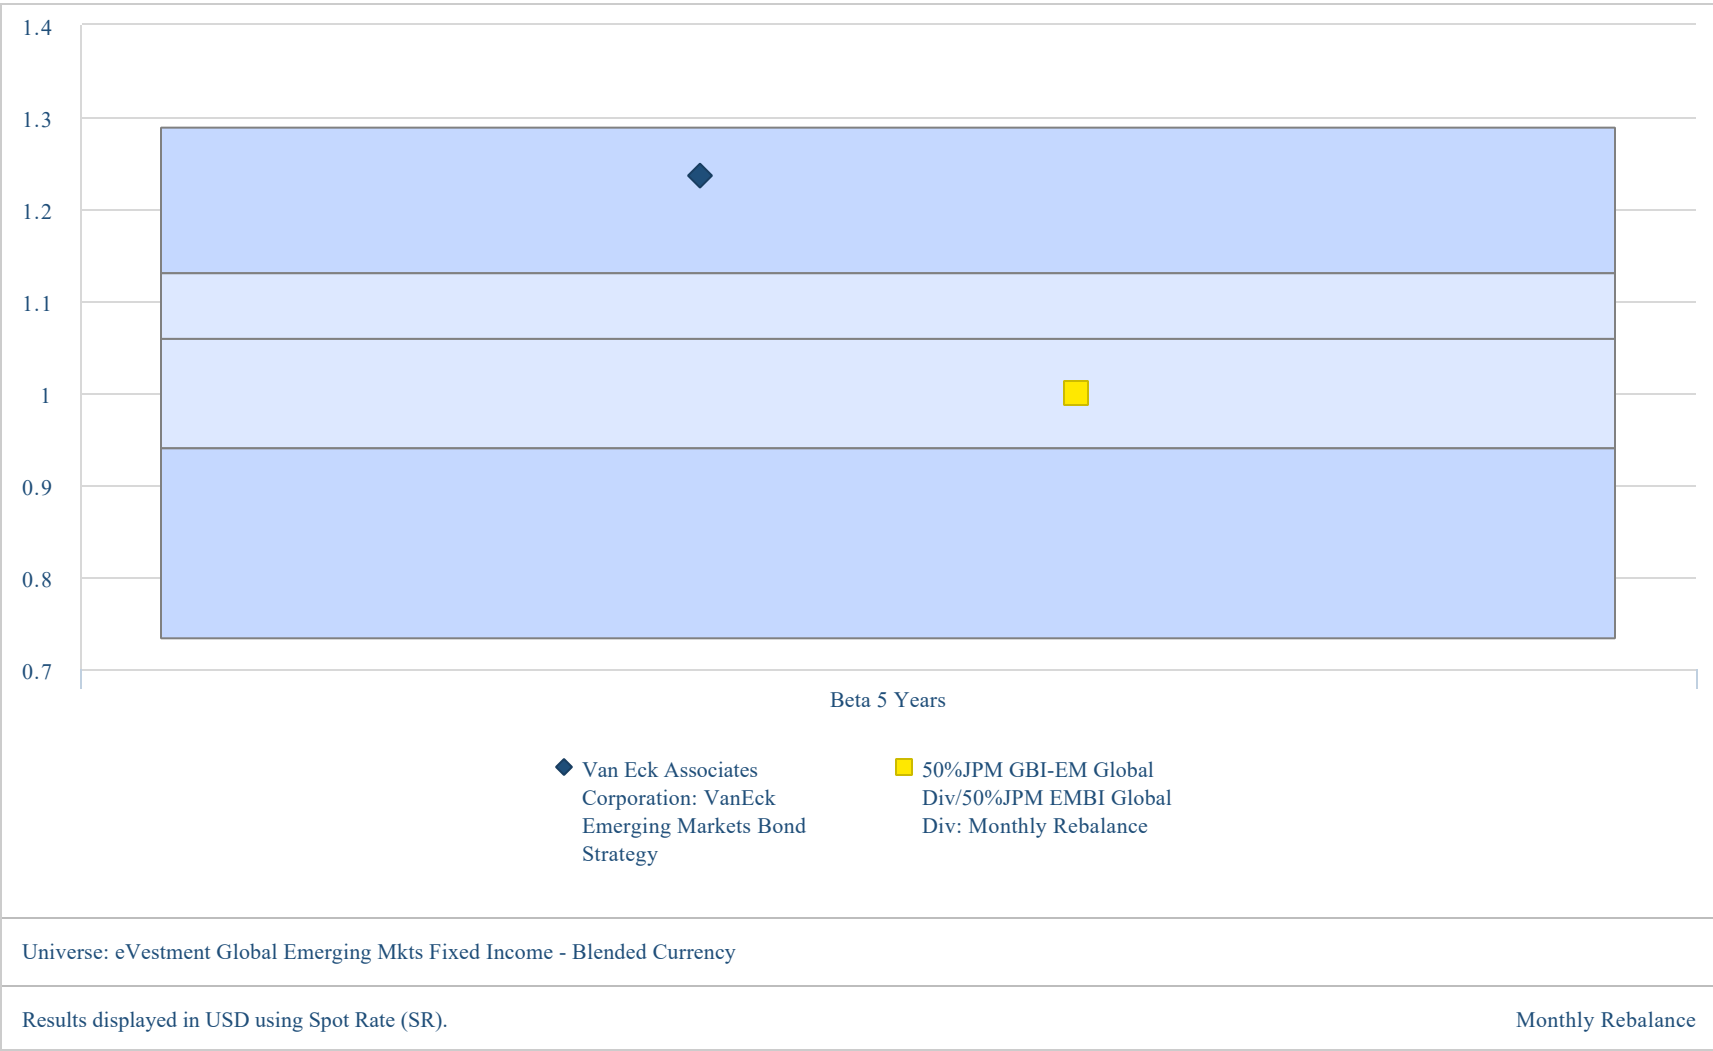 1.4
1.3
1.2
1.1
1
0.9
0.8
0.7
Beta 5 Years
Van Eck Associates
Corporation: VanEck
Emerging Markets Bond
Strategy
50%JPM GBI-EM Global
Div/50%JPM EMBI Global
Div: Monthly Rebalance
Universe: eVestment Global Emerging Mkts Fixed Income - Blended Currency
Results displayed in USD using Spot Rate (SR).
Monthly Rebalance